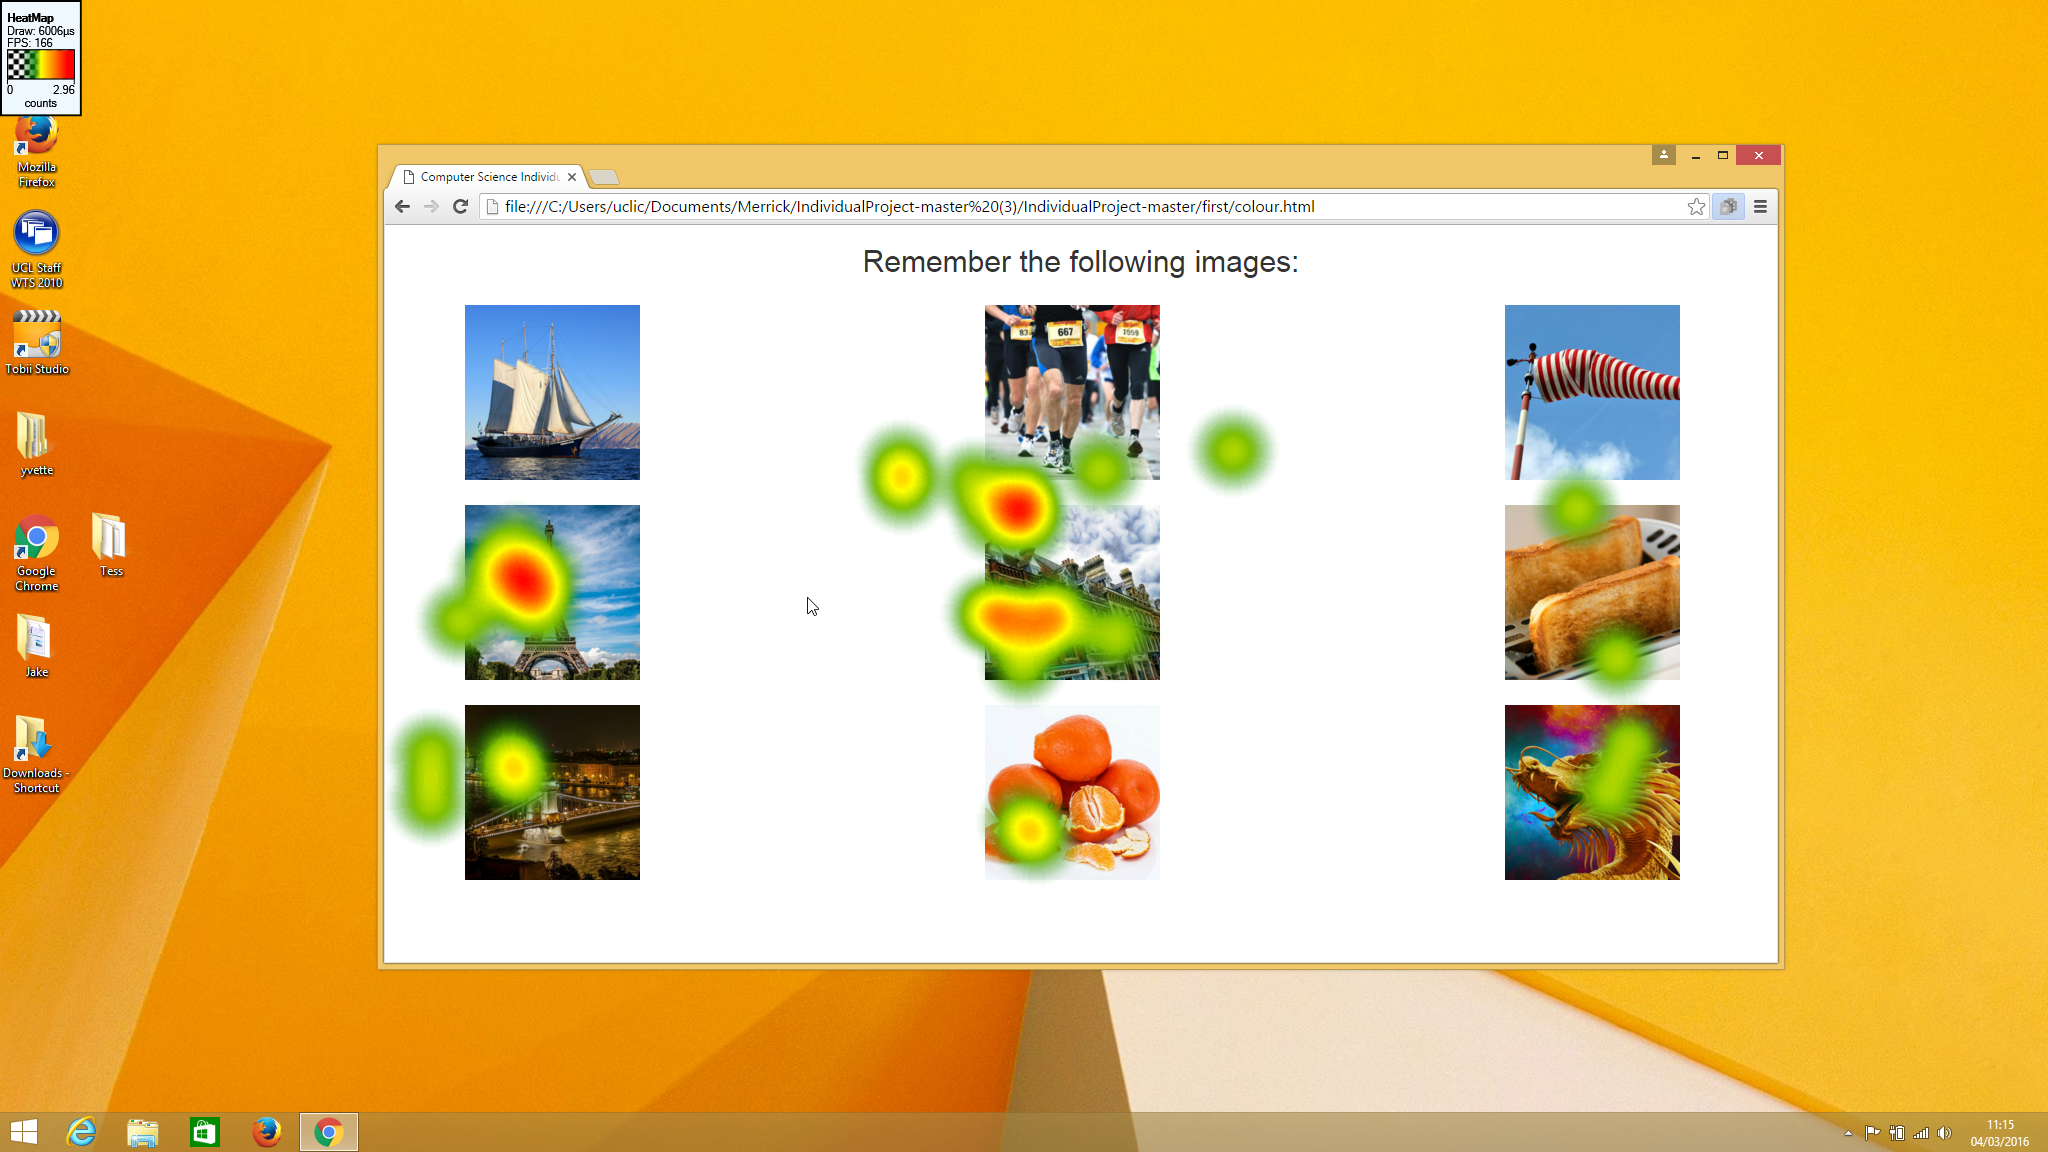 HeatMap
Draw: 6006µs
FPS: 166
0 2.96
counts
Mozilla
Firefox
UCL Staff
WTS 2010
Tobii Studio
yvette
Google
Chrome
Tess
Jake
Downloads -
Shortcut
Computer Science Individu
file:///C:/Users/uclic/Documents/Merrick/IndividualProject-master%20(3)/IndividualProject-master/first/colour.html
Remember the following images:
83
667
1059
11:15
04/03/2016